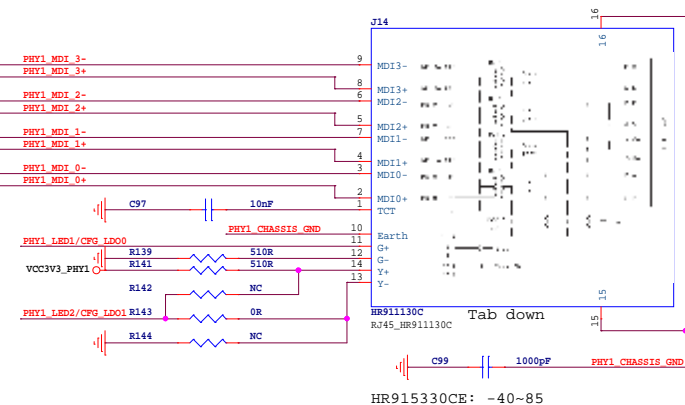 J14
16
16
PHY1_MDI_3- 9 MDI3-
PHY1_MDI_3+ 8 MDI3+
PHY1_MDI_2- 6 MDI2-
PHY1_MDI_2+ 5 MDI2+
PHY1_MDI_1- 7 MDI1-
PHY1_MDI_1+ 4 MDI1+
PHY1_MDI_0- 3 MDI0-
PHY1_MDI_0+ 2 MDI0+
C97 10nF 1 TCT
PHY1_CHASSIS_GND 10 Earth
PHY1_LED1/CFG_LDO0 11 G+
R139 510R 12 G-
VCC3V3_PHY1 R141 510R 14 Y+
13 Y-
R142 NC
15
PHY1_LED2/CFG_LDO1 R143 0R HR911130C Tab down
RJ45_HR911130C 15
R144 NC
C99 1000pF PHY1_CHASSIS_GND
HR915330CE: -40~85